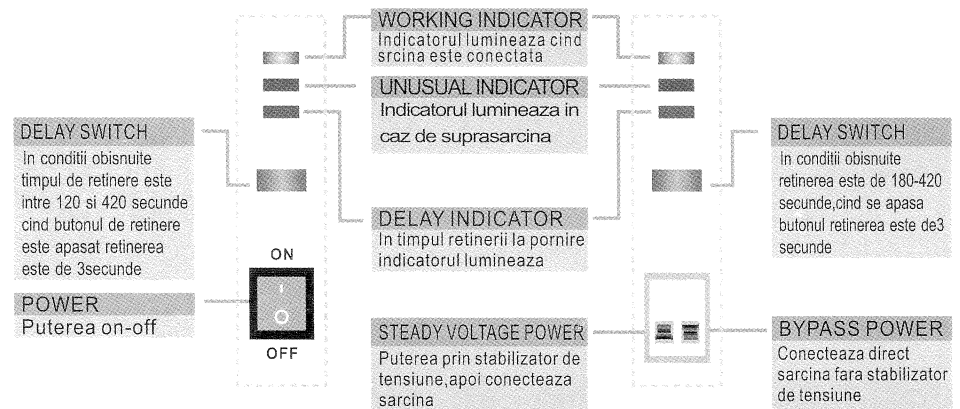 WORKING INDICATOR
Indicatorul lumineaza cind
srcina este conectata
UNUSUAL INDICATOR
Indicatorul lumineaza in
caz de suprasarcina
DELAY SWITCH
In conditii obisnuite
timpul de retinere este
intre 120 si 420 secunde
cind butonul de retinere
este apasat retinerea
este de 3secunde
DELAY SWITCH
In conditii obisnuite
retinerea este de 180-420
secunde,cind se apasa
butonul retinerea este de3
secunde
DELAY INDICATOR
In timpul retinerii la pornire
indicatorul lumineaza
ON
I
O
OFF
POWER
Puterea on-off
STEADY VOLTAGE POWER
Puterea prin stabilizator de
tensiune,apoi conecteaza
sarcina
BYPASS POWER
Conecteaza direct
sarcina fara stabilizator
de tensiune